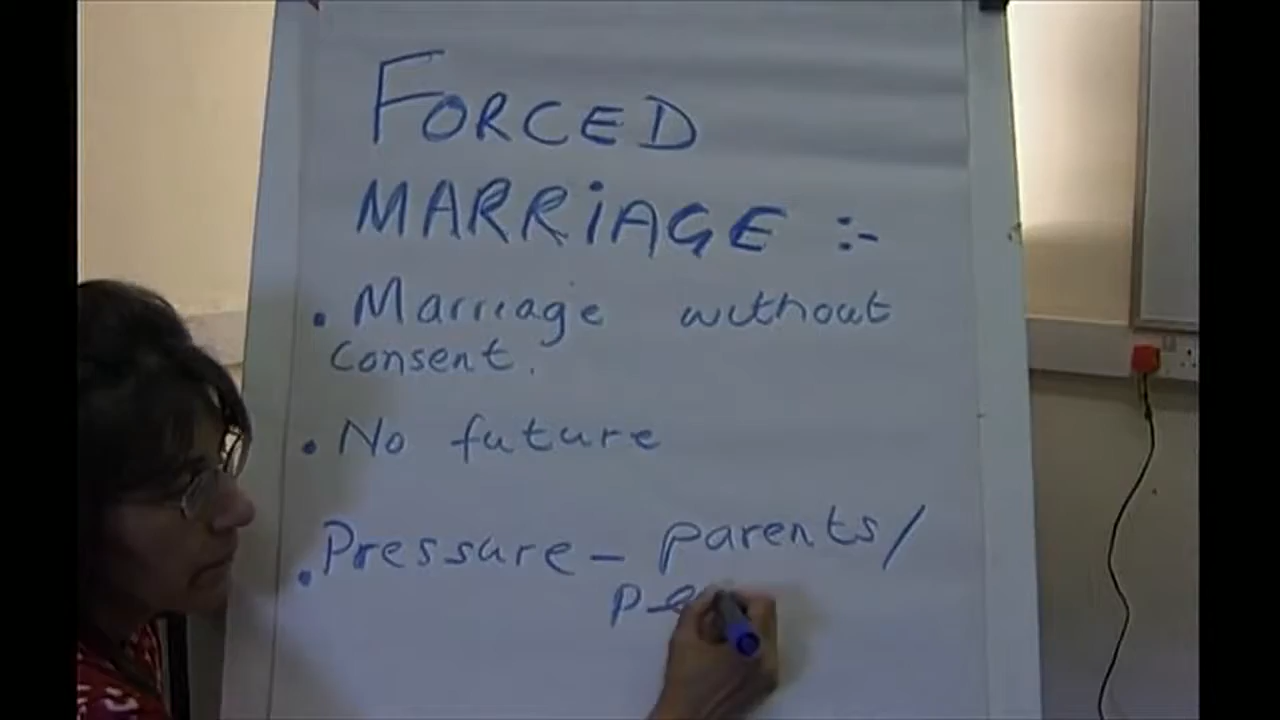 FORCED
MARRiAGE :-
. Marriage without
consent.
. No future
. Pressure - parents/